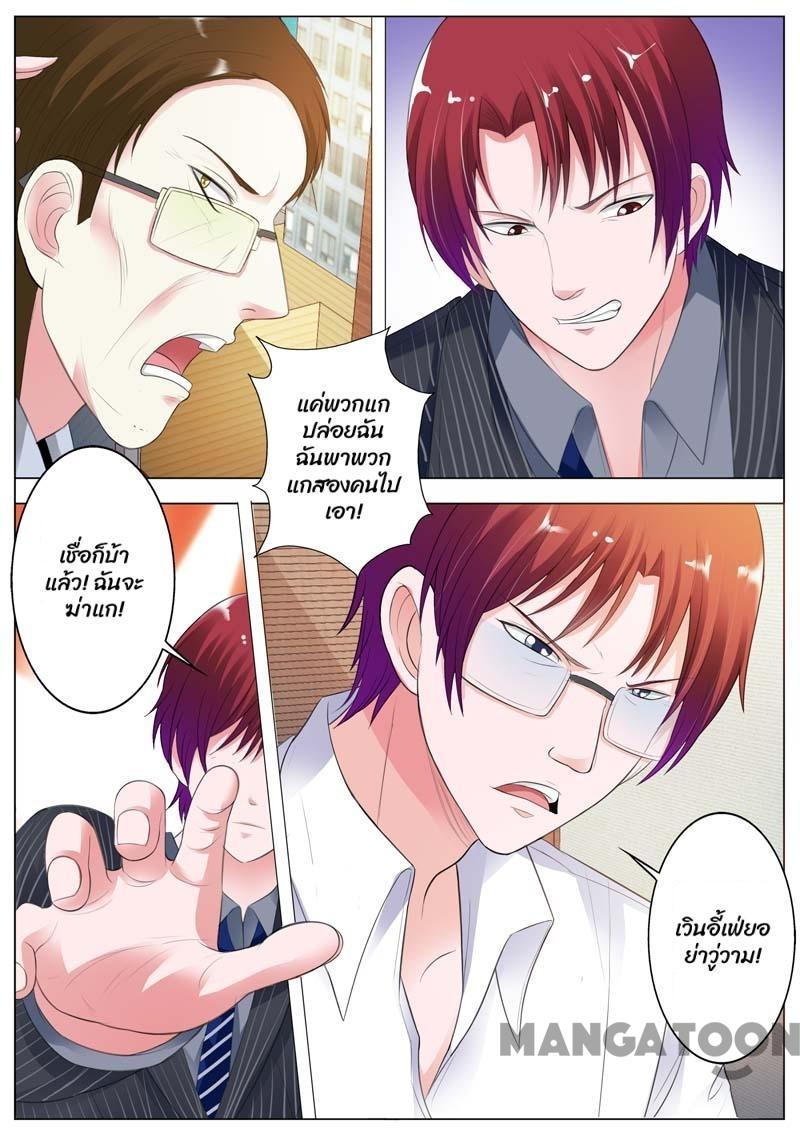 แค่พวกแก
ปล่อยฉัน
ฉันพาพวก
แกสองคนไป
เอา!
เชื่อก็บ้า
แล้ว! ฉันจะ
ฆ่าแก!
เวินอี้เฟ่ยอ
ย่าวู่วาม!
MANGATOON